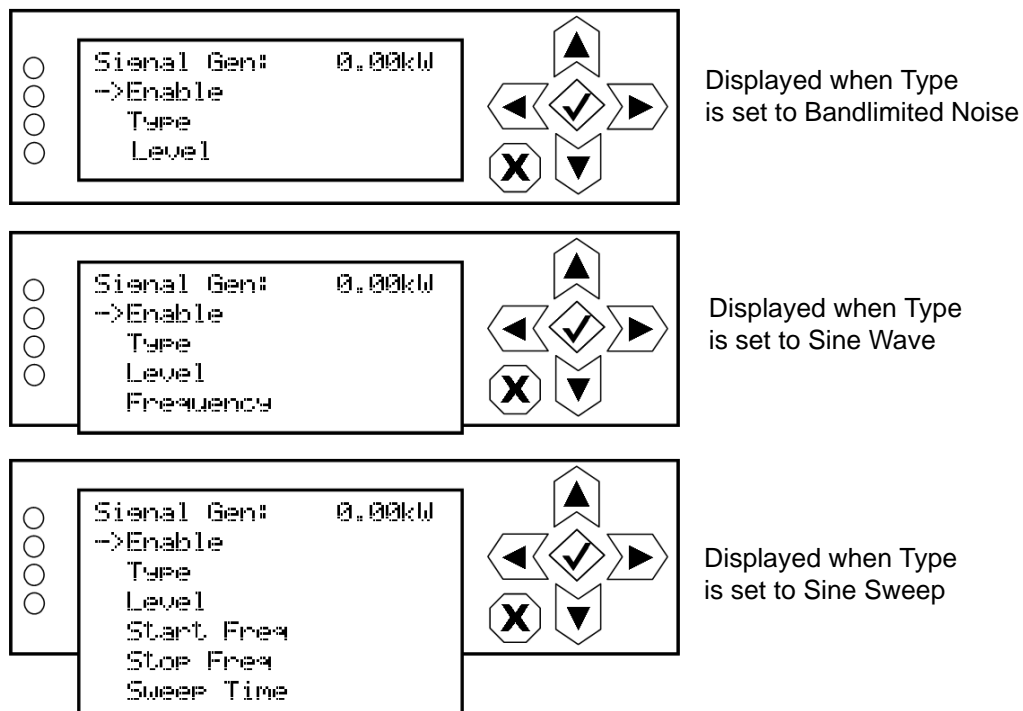 Signal Gen: 0.00kW
->Enable
Type
Level
X
Displayed when Type
is set to Bandlimited Noise
Signal Gen: 0.00kW
->Enable
Type
Level
Frequency
X
Displayed when Type
is set to Sine Wave
Signal Gen: 0.00kW
->Enable
Type
Level
Start Freq
Stop Freq
Sweep Time
X
Displayed when Type
is set to Sine Sweep